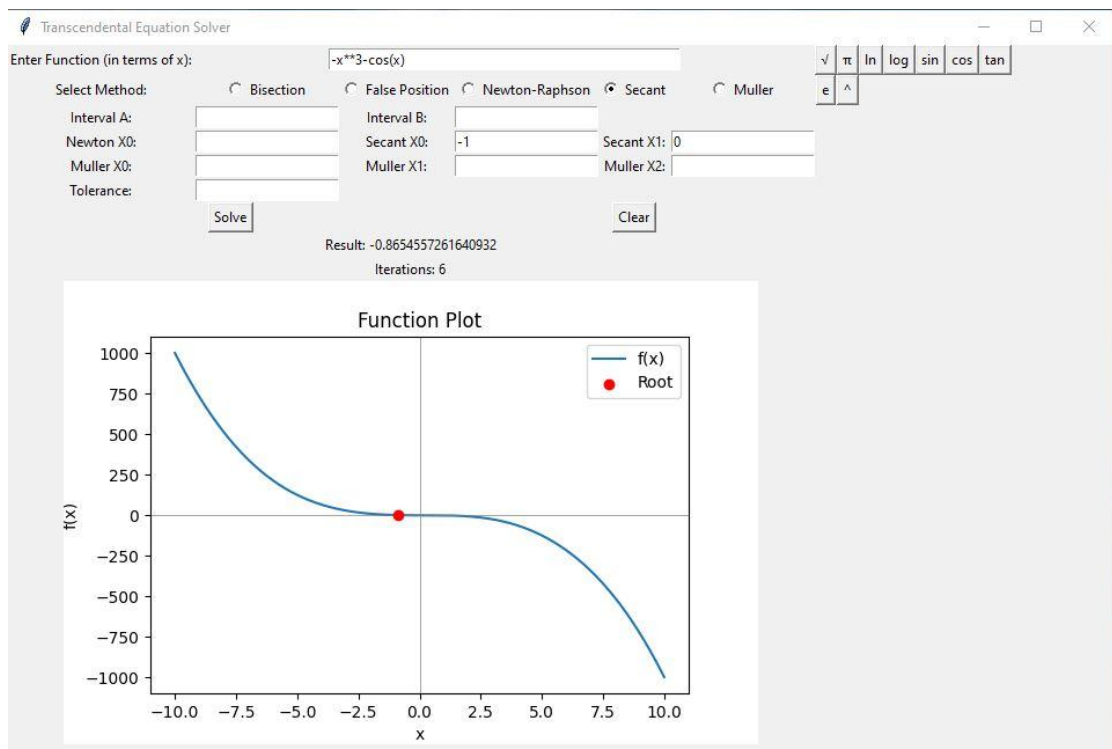 Transcendental Equation Solver
Enter Function (in terms of x): -x**3-cos(x) √ π ln log sin cos tan
Select Method: Bisection False Position Newton-Raphson Secant Muller e ^
Interval A: Interval B:
Newton X0: Secant X0: -1 Secant X1: 0
Muller X0: Muller X1: Muller X2:
Tolerance:
Solve Clear
Result: -0.8654557261640932
Iterations: 6
Function Plot
f(x)
Root
1000
750
500
250
0
−250
−500
−750
−1000
f(x)
−10.0 −7.5 −5.0 −2.5 0.0 2.5 5.0 7.5 10.0
x